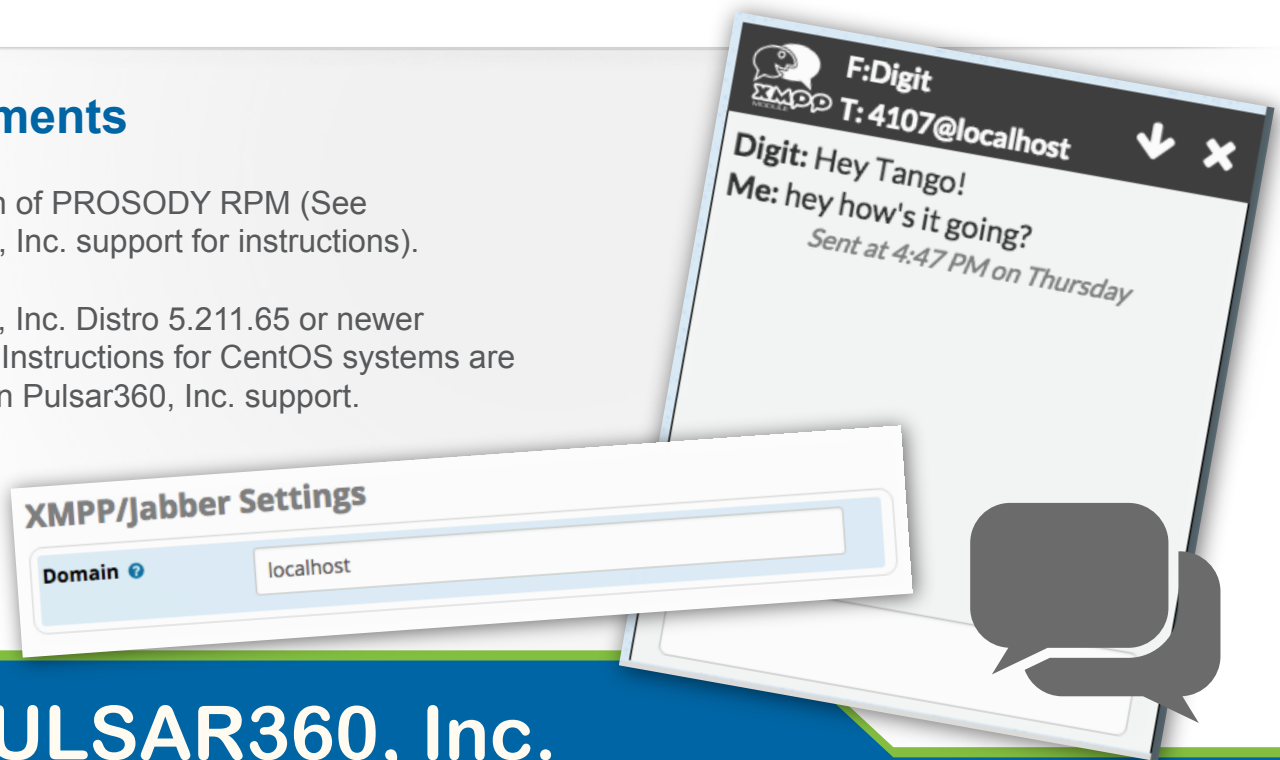 ments
n of PROSODY RPM (See
, Inc. support for instructions).
, Inc. Distro 5.211.65 or newer
Instructions for CentOS systems are
n Pulsar360, Inc. support.
XMPP
MODULE
F:Digit
T: 4107@localhost
Digit: Hey Tango!
Me: hey how's it going?
Sent at 4:47 PM on Thursday
XMPP/Jabber Settings
Domain
localhost
ULSAR360, Inc.